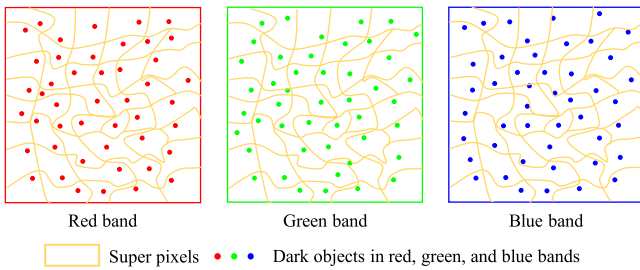 Red band
Green band
Blue band
Super pixels
Dark objects in red, green, and blue bands